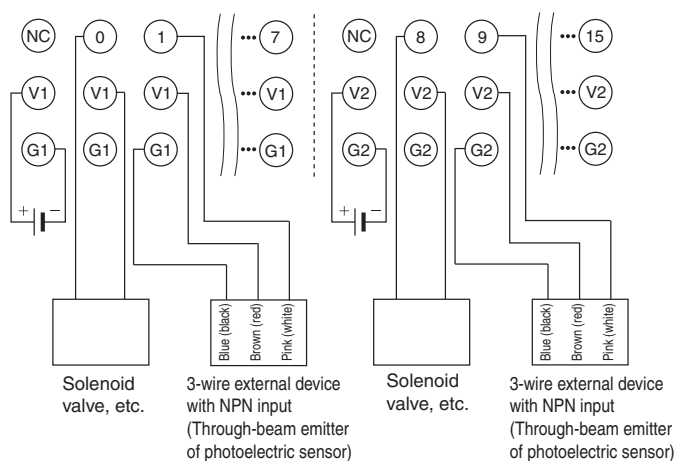 NC 0 1 ••• 7 NC 8 9 ••• 15
V1 V1 V1 ••• V1 V2 V2 V2 ••• V2
G1 G1 G1 ••• G1 G2 G2 G2 ••• G2
+ − + −
Blue (black)
Brown (red)
Pink (white)
Blue (black)
Brown (red)
Pink (white)
Solenoid
valve, etc.
3-wire external device
with NPN input
(Through-beam emitter
of photoelectric sensor)
Solenoid
valve, etc.
3-wire external device
with NPN input
(Through-beam emitter
of photoelectric sensor)